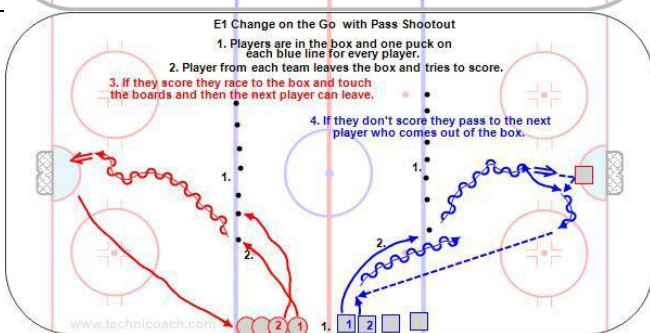 E1 Change on the Go with Pass Shootout
1. Players are in the box and one puck on
each blue line for every player.
2. Player from each team leaves the box and tries to score.
3. If they score they race to the box and touch
the boards and then the next player can leave.
4. If they don't score they pass to the next
player who comes out of the box.
1.
1.
2.
2.
www.technicoach.com
2 1
1.
1 2